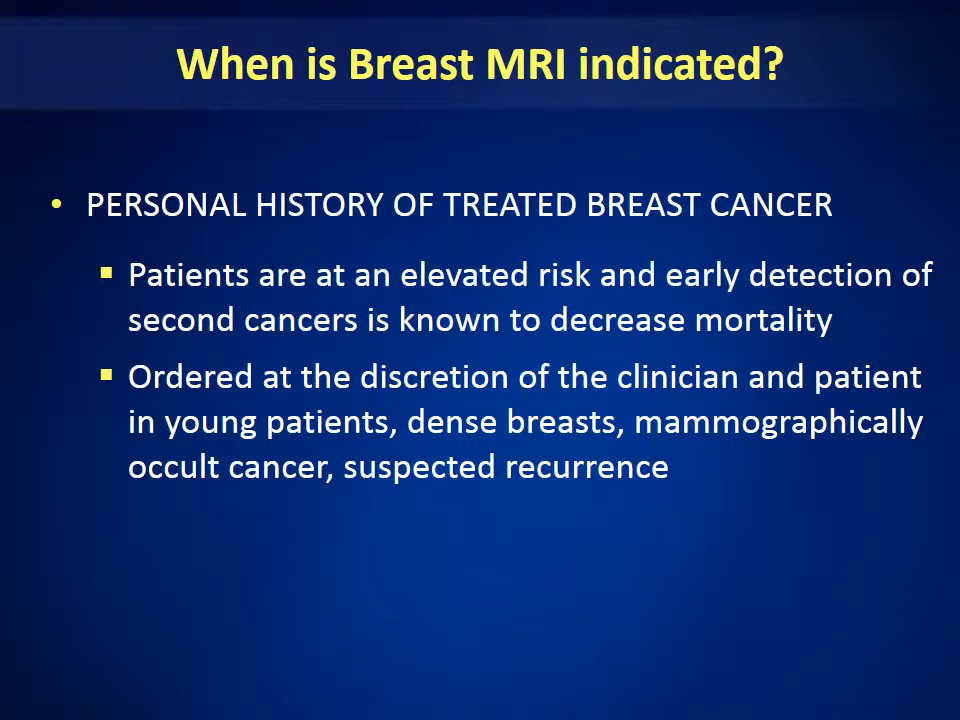 When is Breast MRI indicated?
• PERSONAL HISTORY OF TREATED BREAST CANCER
▪ Patients are at an elevated risk and early detection of
second cancers is known to decrease mortality
▪ Ordered at the discretion of the clinician and patient
in young patients, dense breasts, mammographically
occult cancer, suspected recurrence